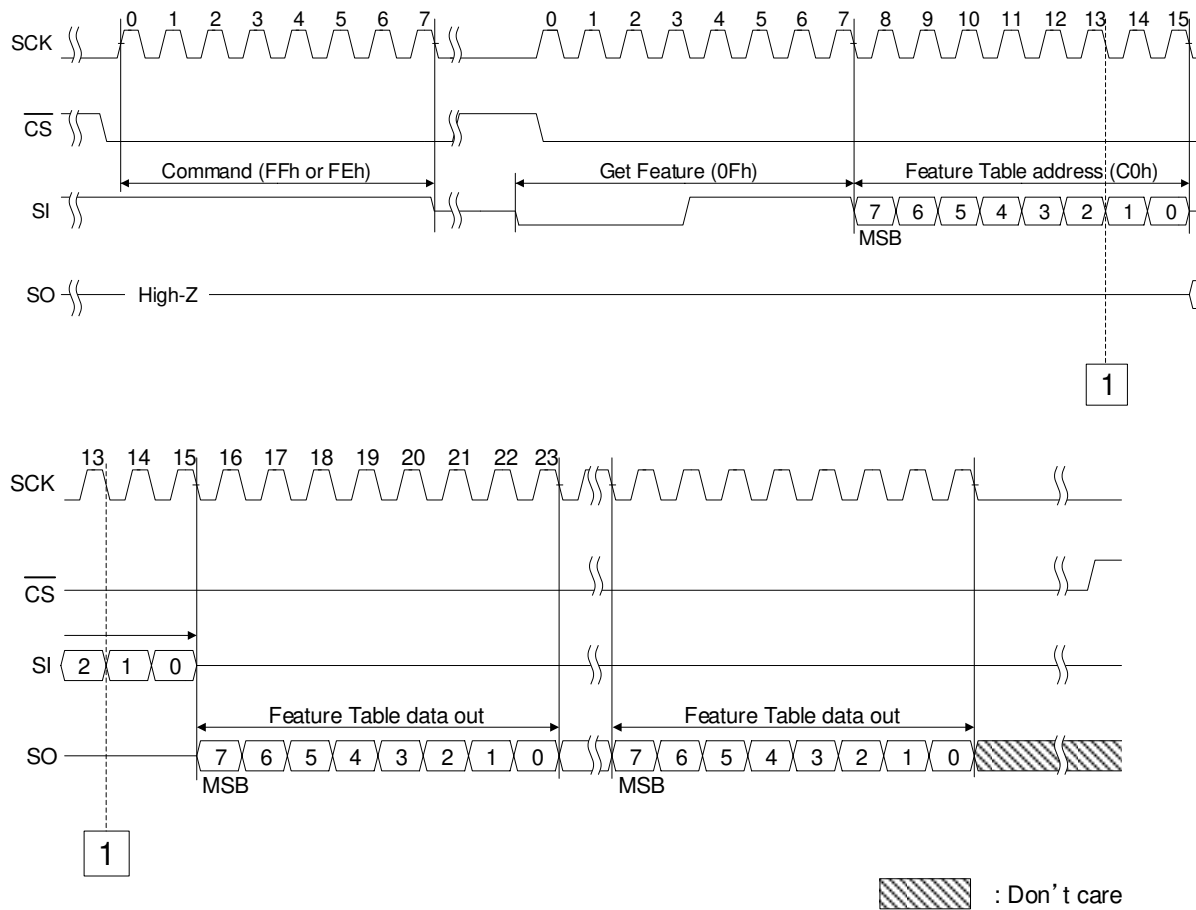 0 1 2 3 4 5 6 7 0 1 2 3 4 5 6 7 8 9 10 11 12 13 14 15
SCK
CS
Command (FFh or FEh) Get Feature (0Fh) Feature Table address (C0h)
SI 7 6 5 4 3 2 1 0
MSB
SO High-Z
1
13 14 15 16 17 18 19 20 21 22 23
SCK
CS
SI 2 1 0
Feature Table data out Feature Table data out
SO 7 6 5 4 3 2 1 0 7 6 5 4 3 2 1 0
MSB MSB
1
: Don't care